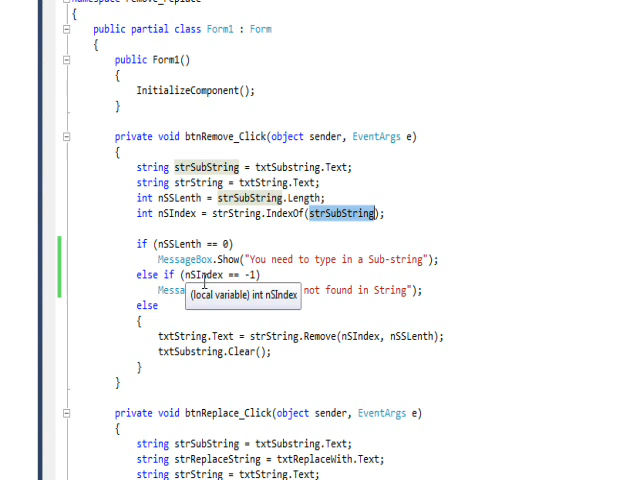 namespace remove_replace
{
public partial class Form1 : Form
{
public Form1()
{
InitializeComponent();
}
private void btnRemove_Click(object sender, EventArgs e)
{
string strSubString = txtSubstring.Text;
string strString = txtString.Text;
int nSSLenth = strSubString.Length;
int nSIndex = strString.IndexOf(strSubString);
if (nSSLenth == 0)
MessageBox.Show("You need to type in a Sub-string");
else if (nSIndex == -1)
Messa not found in String");
(local variable) int nSIndex
else
{
txtString.Text = strString.Remove(nSIndex, nSSLenth);
txtSubstring.Clear();
}
}
private void btnReplace_Click(object sender, EventArgs e)
{
string strSubString = txtSubstring.Text;
string strReplaceString = txtReplaceWith.Text;
string strString = txtString.Text;